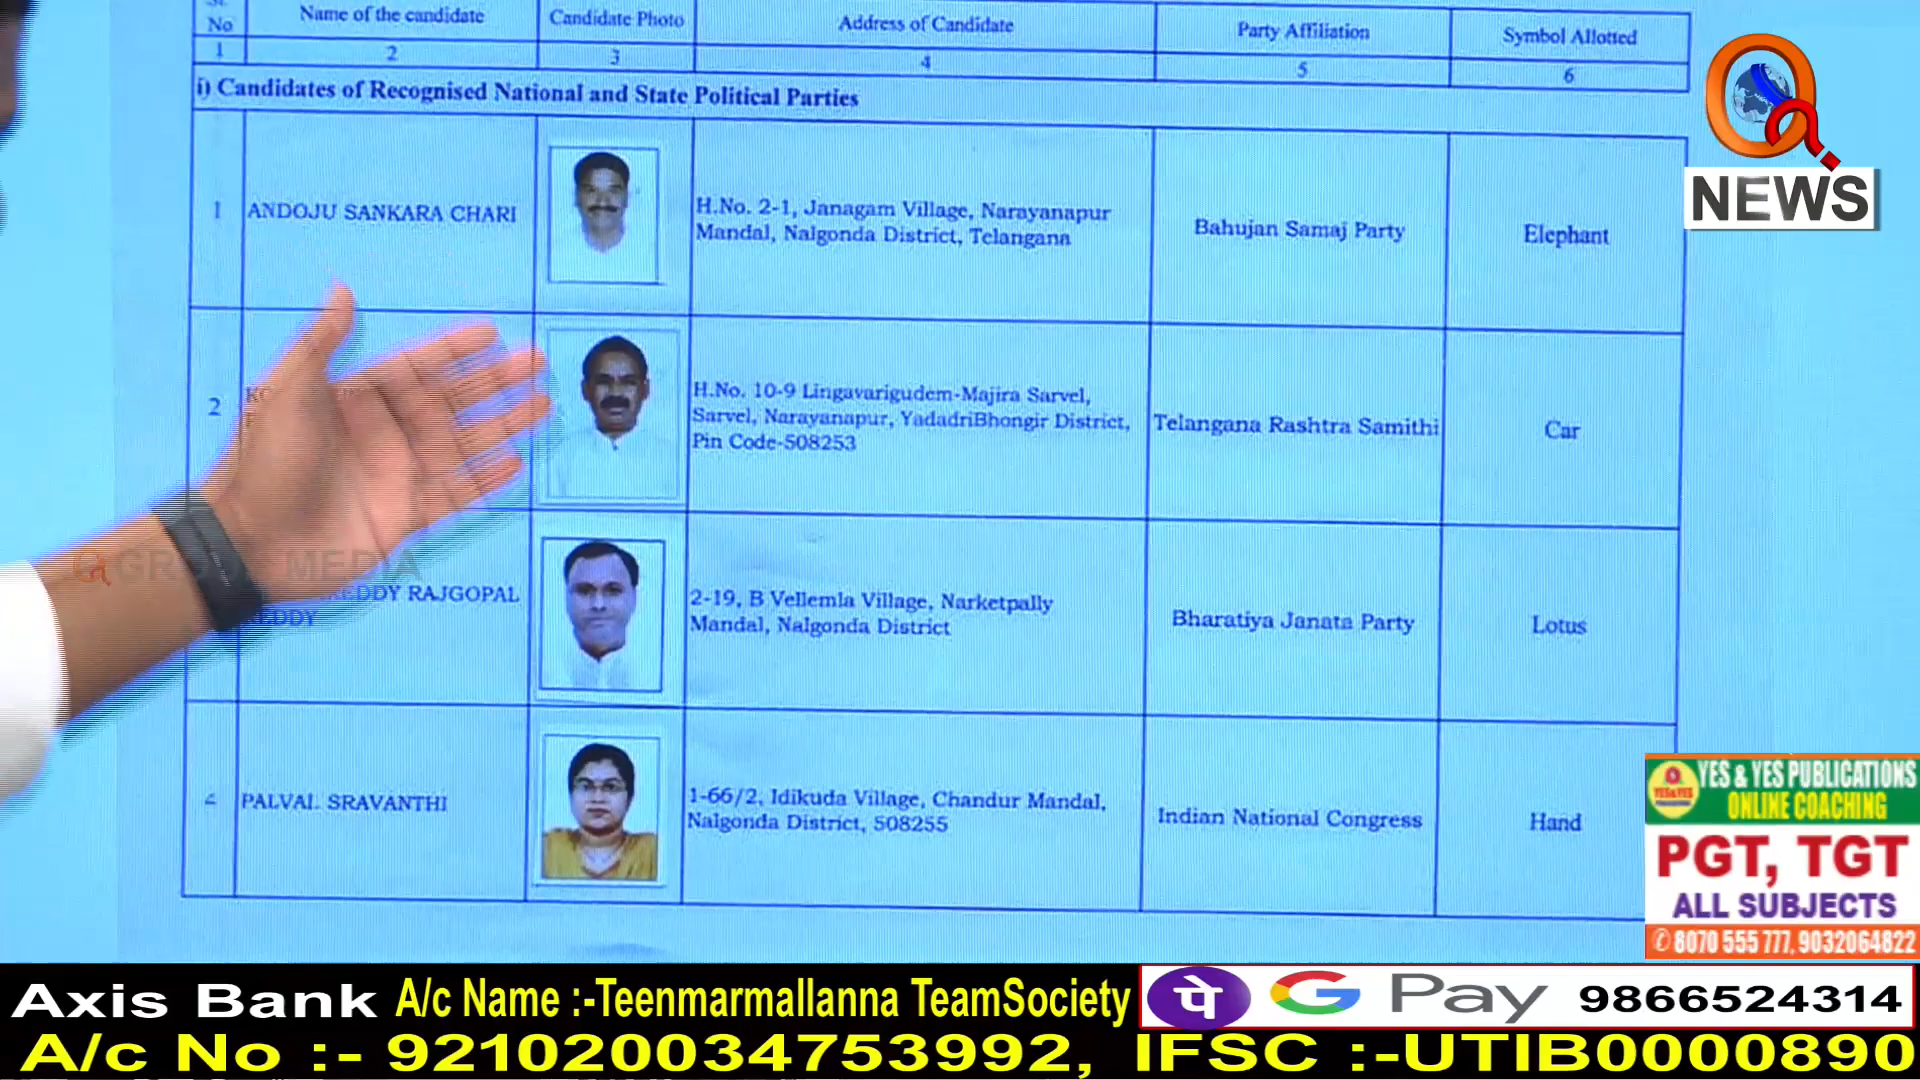 No
Name of the candidate
Candidate Photo
Address of Candidate
Party Affiliation
Symbol Allotted
1
2
3
4
5
6
i) Candidates of Recognised National and State Political Parties
1
ANDOJU SANKARA CHARI
H.No. 2-1, Janagam Village, Narayanapur
Mandal, Nalgonda District, Telangana
Bahujan Samaj Party
Elephant
2
H.No. 10-9 Lingavarigudem-Majira Sarvel,
Sarvel, Narayanapur, YadadriBhongir District,
Pin Code-508253
Telangana Rashtra Samithi
Car
REDDY RAJGOPAL
REDDY
2-19, B Vellemla Village, Narketpally
Mandal, Nalgonda District
Bharatiya Janata Party
Lotus
4
PALVAI SRAVANTHI
1-66/2, Idikuda Village, Chandur Mandal,
Nalgonda District, 508255
Indian National Congress
Hand
MEDIA
Q
NEWS
YES & YES PUBLICATIONS
ONLINE COACHING
PGT, TGT
ALL SUBJECTS
8070 555 777, 9032064822
Axis Bank A/c Name :-Teenmarmallanna TeamSociety
पे G Pay 9866524314
A/c No :- 921020034753992, IFSC :-UTIB0000890